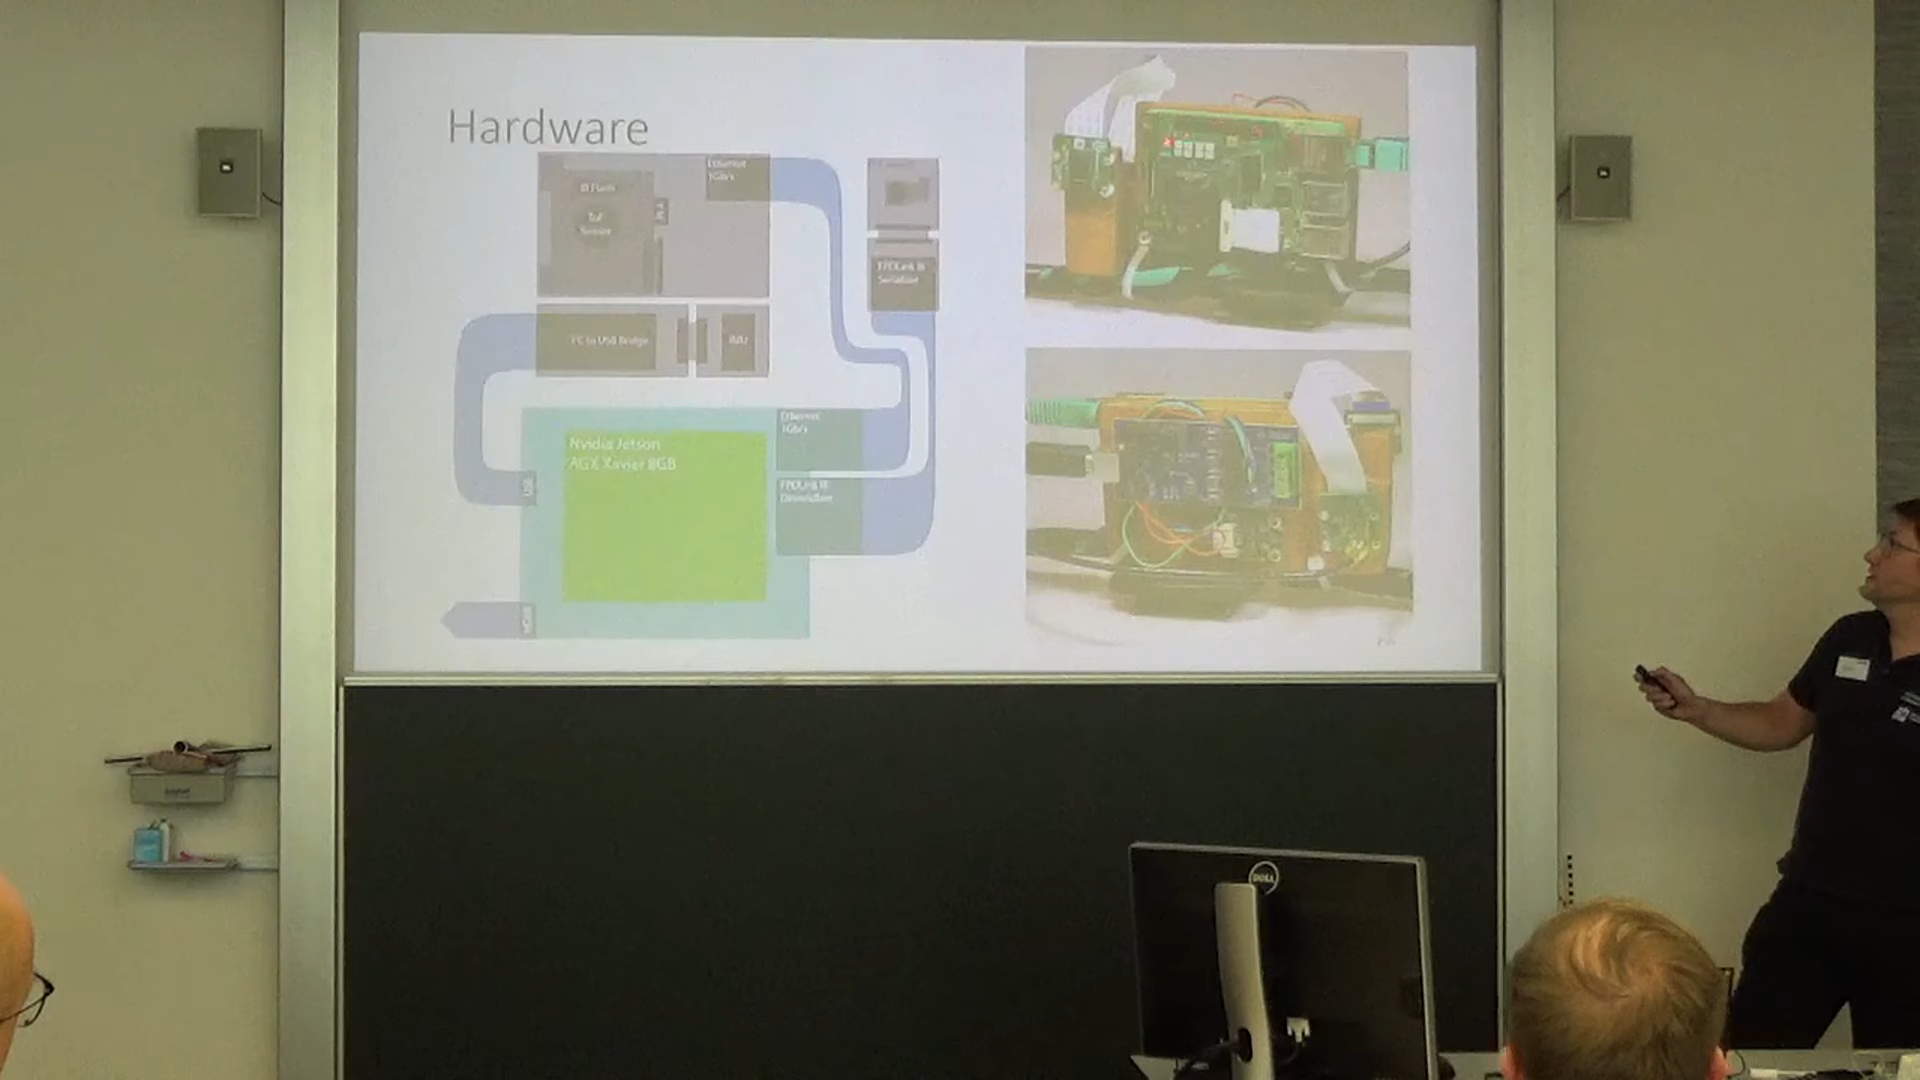 Hardware
Ethernet
1Gb/s
IR Flash
ToF
Sensor
FPDLink III
Serializer
I²C to USB Bridge
IMU
Ethernet
1Gb/s
Nvidia Jetson
AGX Xavier 8GB
USB
FPDLink III
Deserializer
DELL